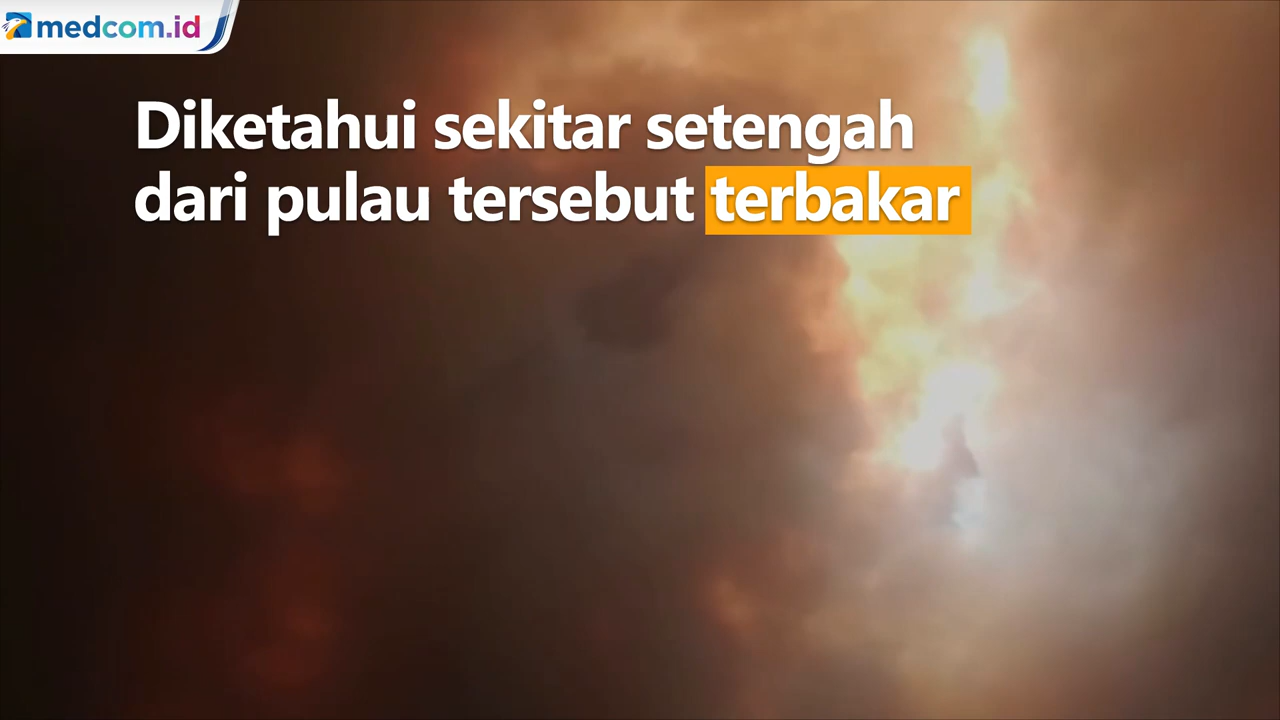 medcom.id
Diketahui sekitar setengah
dari pulau tersebut terbakar